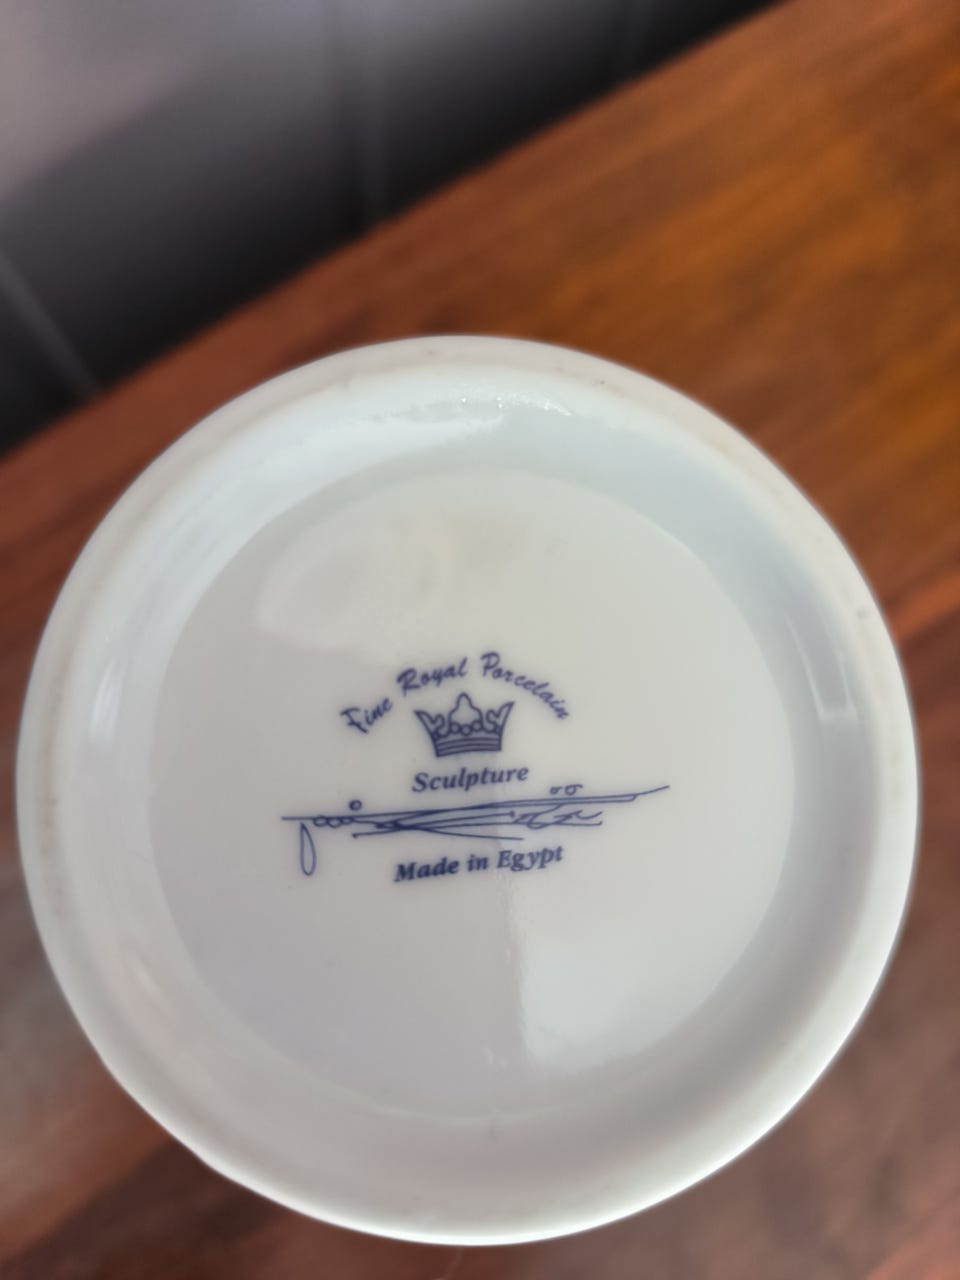 Fine Royal Porcelain
Sculpture
Made in Egypt